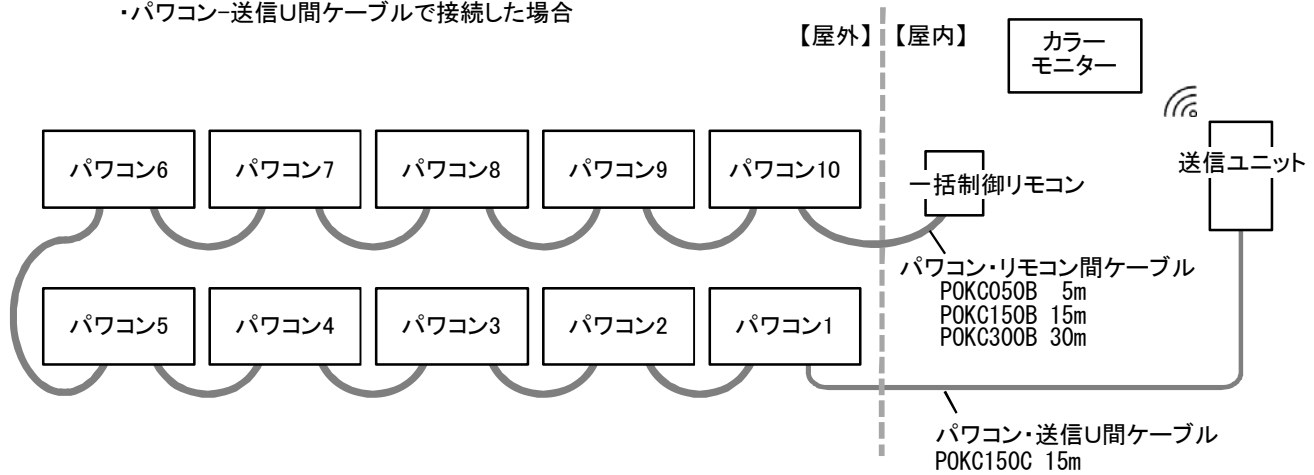 ・パワコン-送信U間ケーブルで接続した場合
【屋外】【屋内】
カラー
モニター
パワコン6
パワコン7
パワコン8
パワコン9
パワコン10
一括制御リモコン
送信ユニット
パワコン・リモコン間ケーブル
POKC050B 5m
POKC150B 15m
POKC300B 30m
パワコン5
パワコン4
パワコン3
パワコン2
パワコン1
パワコン・送信U間ケーブル
POKC150C 15m